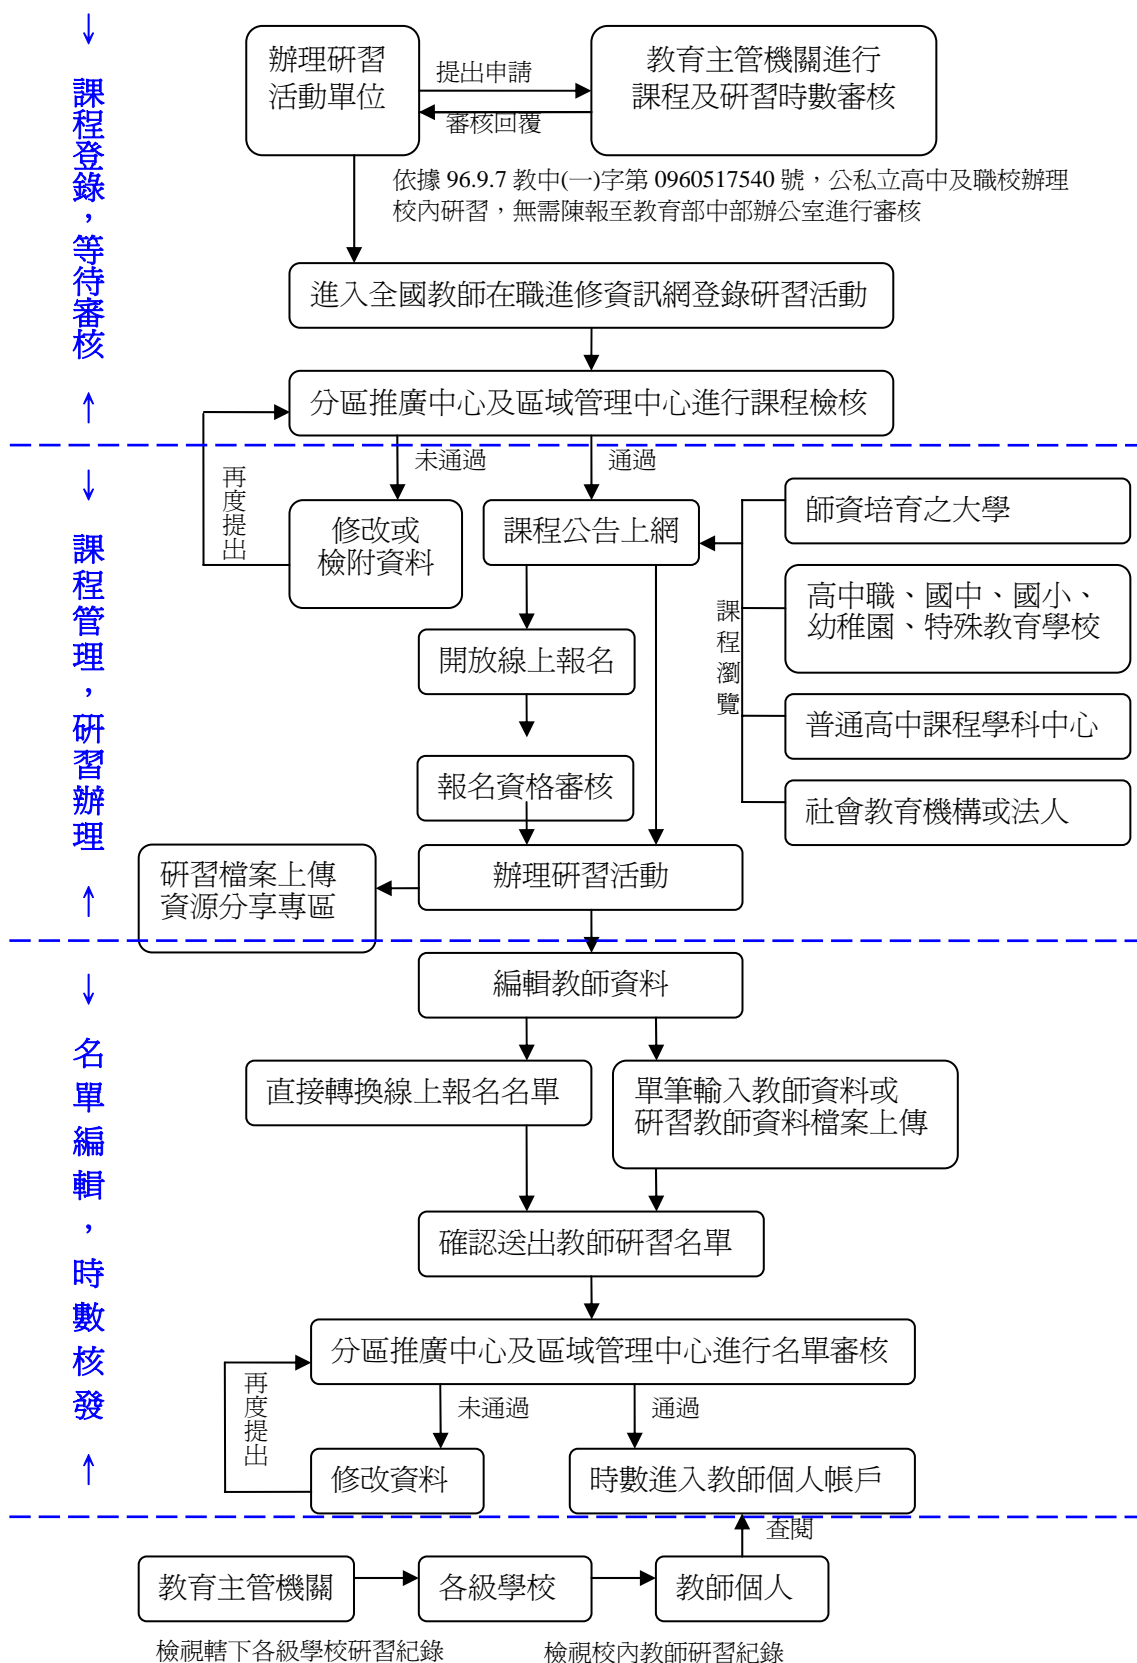 ↓
課程登錄，等待審核
↑
辦理研習
活動單位
提出申請
審核回覆
教育主管機關進行
課程及研習時數審核
依據 96.9.7 教中(一)字第 0960517540 號，公私立高中及職校辦理
校內研習，無需陳報至教育部中部辦公室進行審核
進入全國教師在職進修資訊網登錄研習活動
分區推廣中心及區域管理中心進行課程檢核
↓
課程管理，研習辦理
↑
再度提出
未通過
通過
修改或
檢附資料
課程公告上網
課程瀏覽
師資培育之大學
高中職、國中、國小、
幼稚園、特殊教育學校
普通高中課程學科中心
社會教育機構或法人
開放線上報名
報名資格審核
辦理研習活動
研習檔案上傳
資源分享專區
↓
名單編輯，時數核發
↑
編輯教師資料
直接轉換線上報名名單
單筆輸入教師資料或
研習教師資料檔案上傳
確認送出教師研習名單
分區推廣中心及區域管理中心進行名單審核
再度提出
未通過
通過
修改資料
時數進入教師個人帳戶
查閱
教育主管機關
各級學校
教師個人
檢視轄下各級學校研習紀錄
檢視校內教師研習紀錄